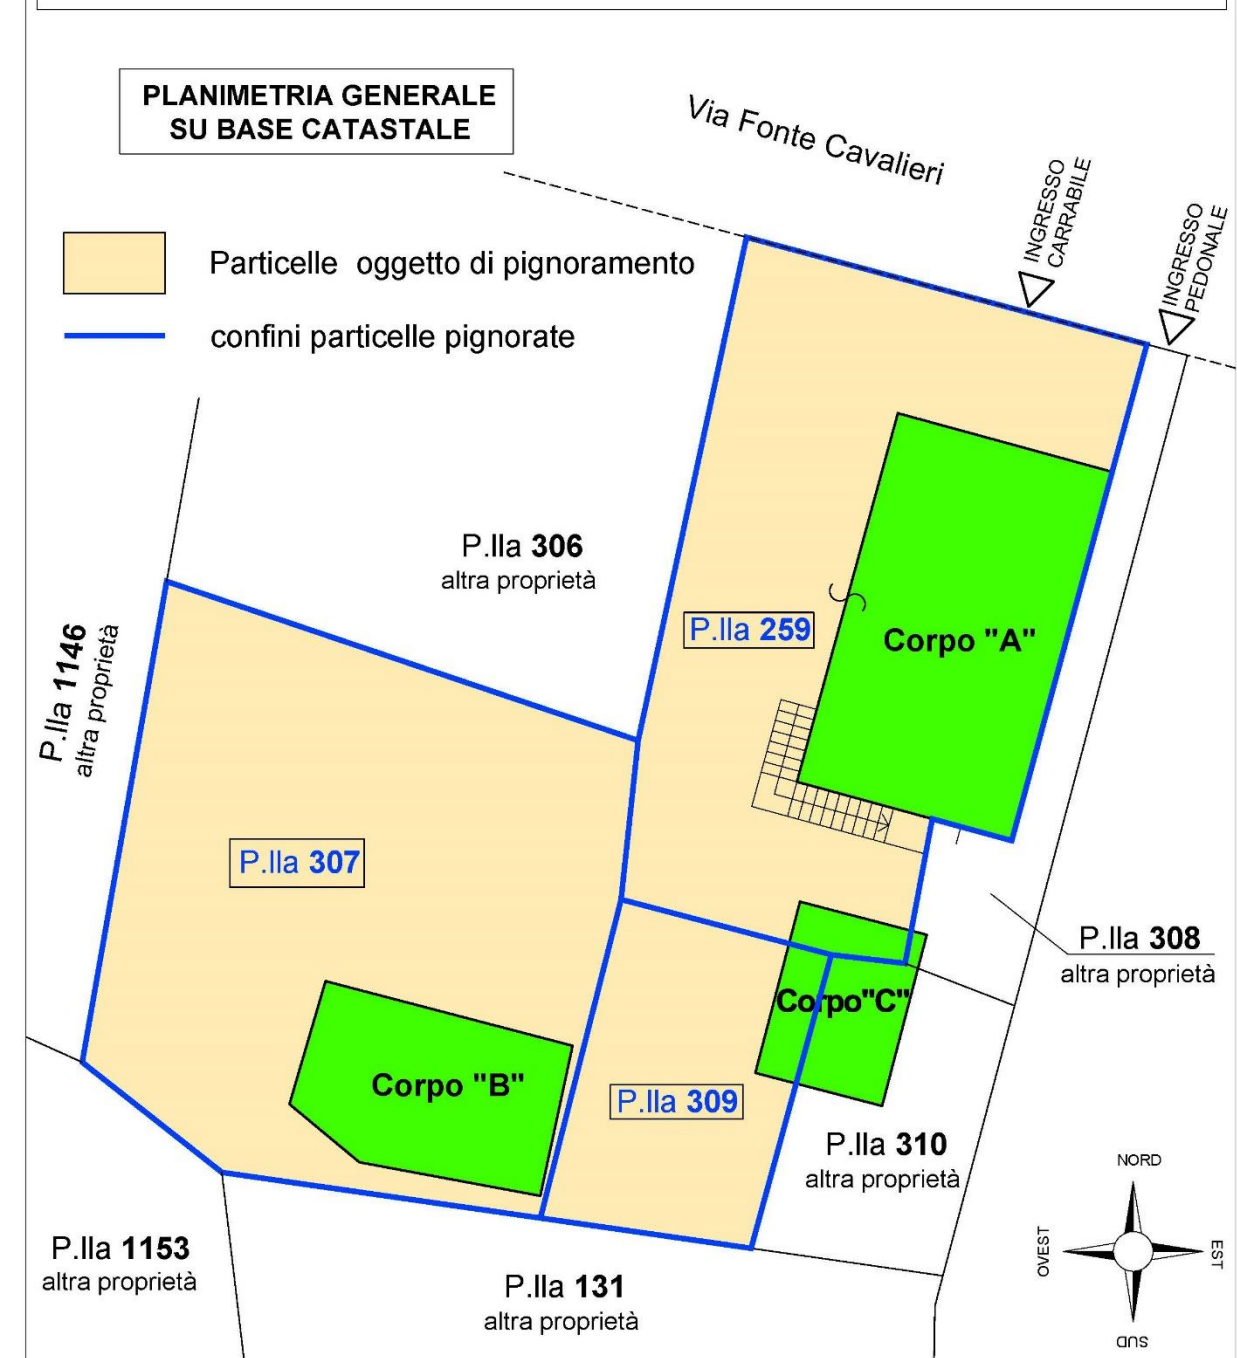 PLANIMETRIA GENERALE
SU BASE CATASTALE
Via Fonte Cavalieri
INGRESSO
CARRABILE
INGRESSO
PEDONALE
Particelle oggetto di pignoramento
confini particelle pignorate
P.lla 306
altra proprietà
P.lla 259
Corpo "A"
P.lla 1146
altra proprietà
P.lla 307
P.lla 308
altra proprietà
Corpo"C"
Corpo "B"
P.lla 309
P.lla 310
altra proprietà
NORD
OVEST
EST
SUD
P.lla 1153
altra proprietà
P.lla 131
altra proprietà